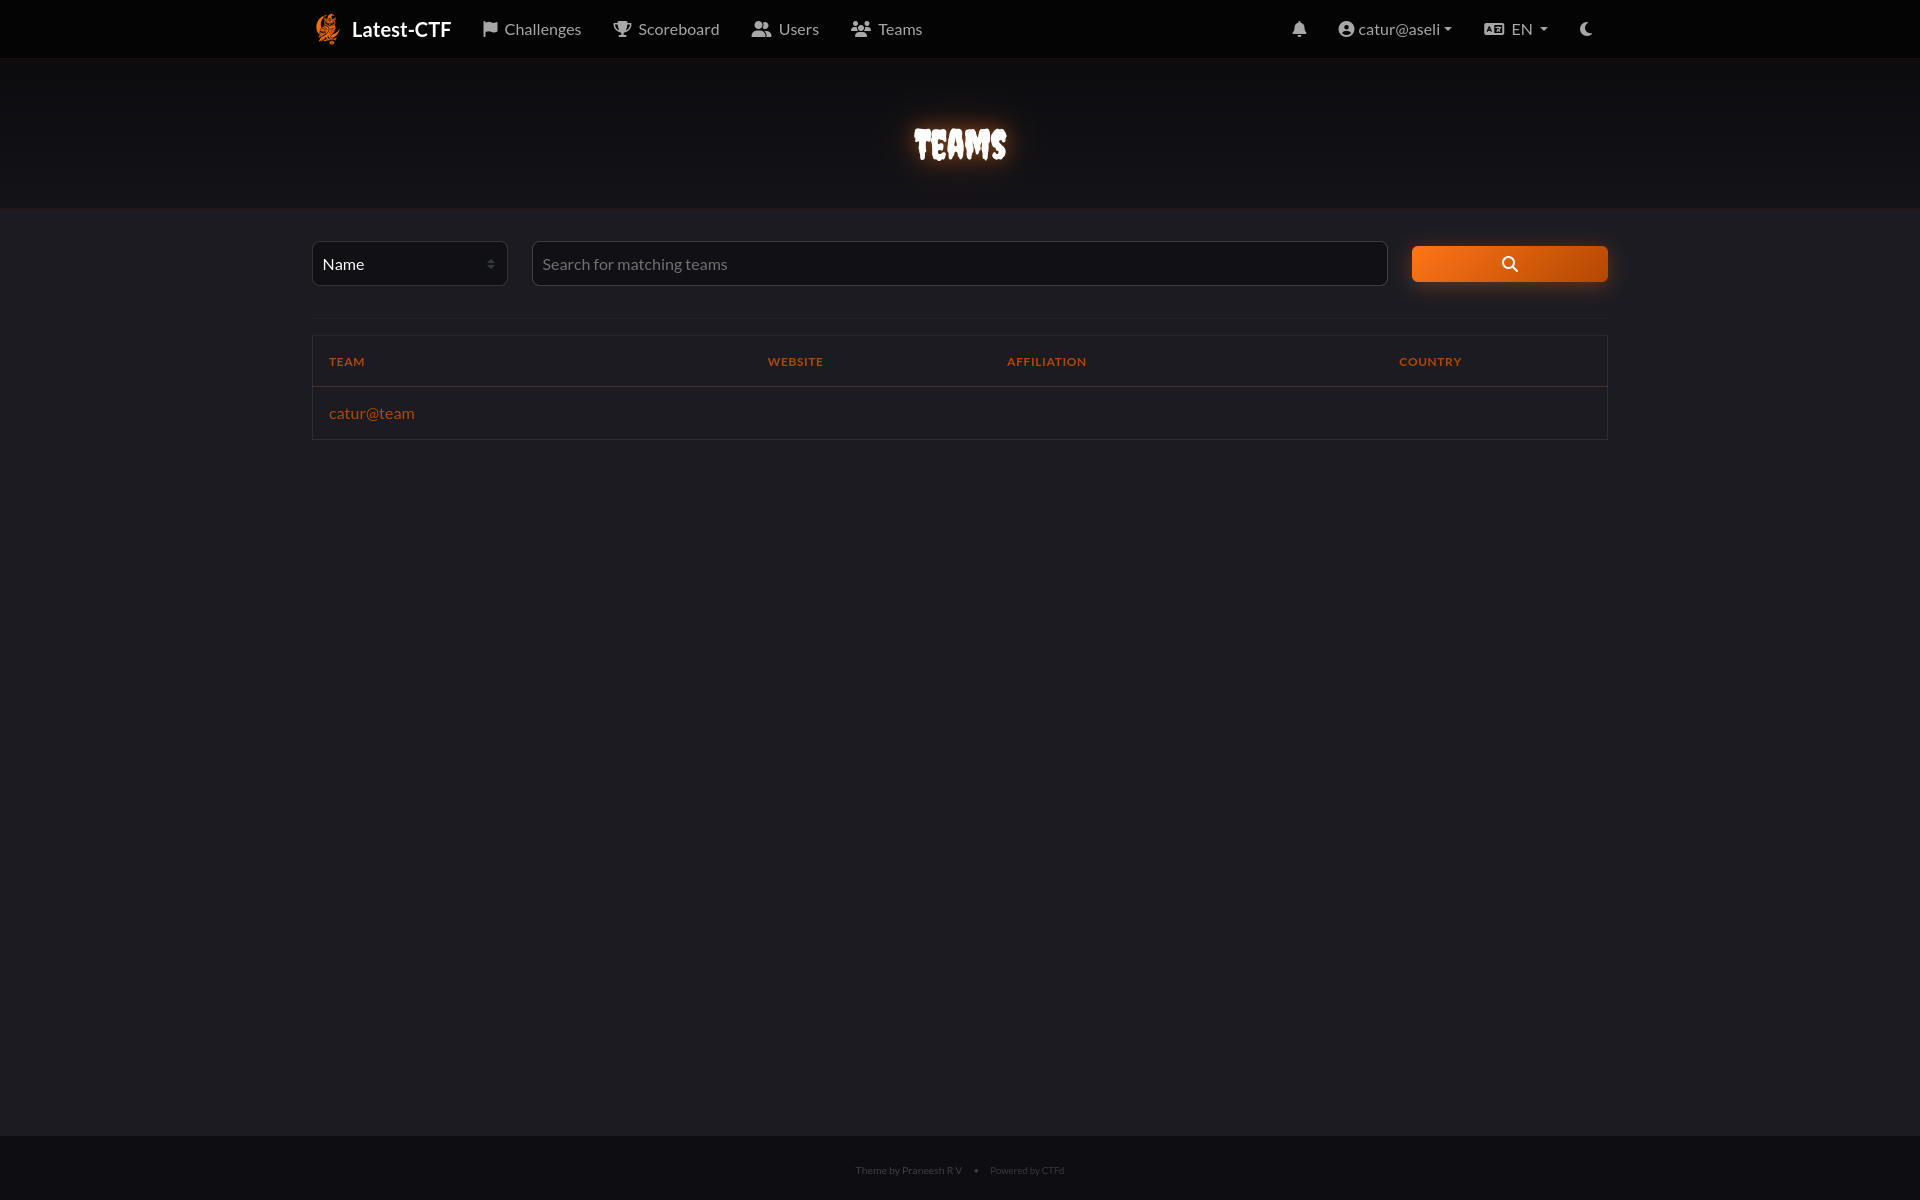 Latest-CTF Challenges Scoreboard Users Teams catur@aseli EN
TEAMS
Name Search for matching teams
TEAM WEBSITE AFFILIATION COUNTRY
catur@team
Theme by Praneesh R V • Powered by CTFd